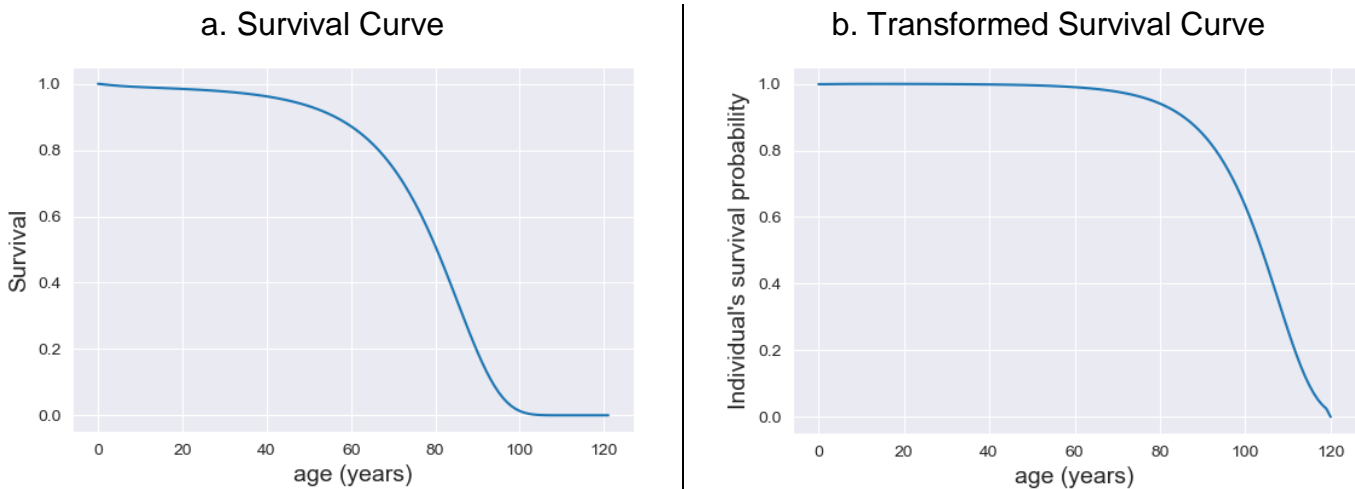 a. Survival Curve
Survival
1.0
0.8
0.6
0.4
0.2
0.0
0 20 40 60 80 100 120
age (years)
b. Transformed Survival Curve
Individual's survival probability
1.0
0.8
0.6
0.4
0.2
0.0
0 20 40 60 80 100 120
age (years)